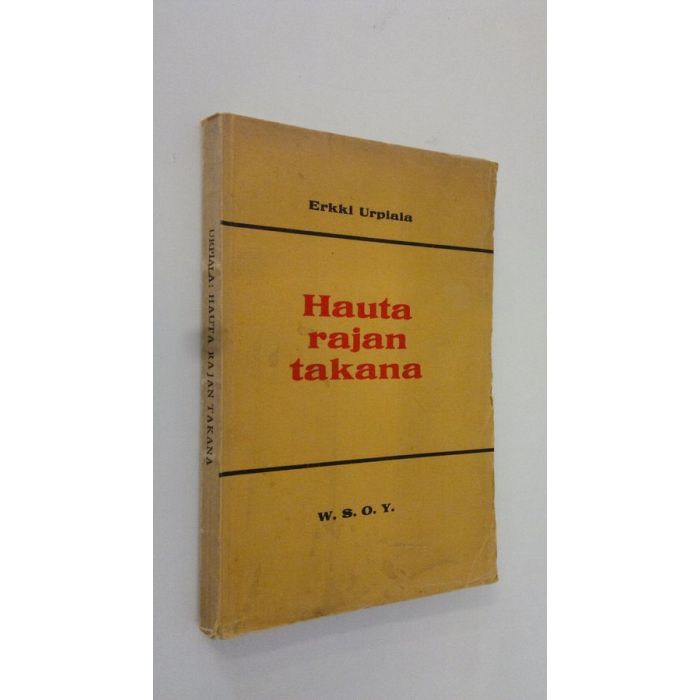 Erkki Urpiala
Hauta
rajan
takana
W. S. O. Y.
URPIALA: HAUTA RAJAN TAKANA